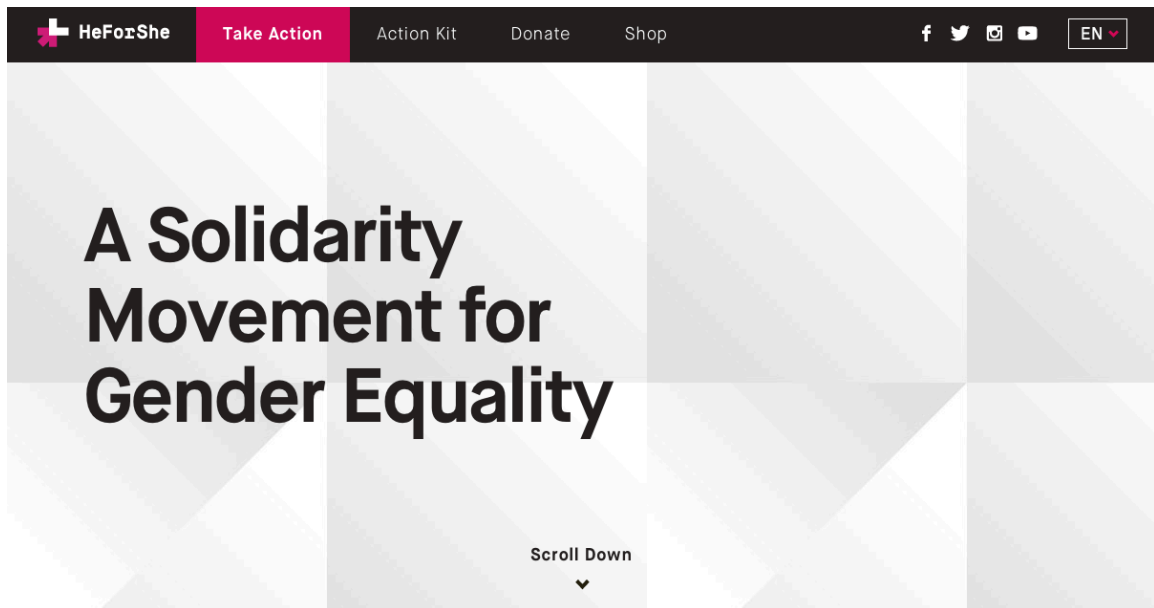 HeForShe Take Action Action Kit Donate Shop EN
A Solidarity
Movement for
Gender Equality
Scroll Down